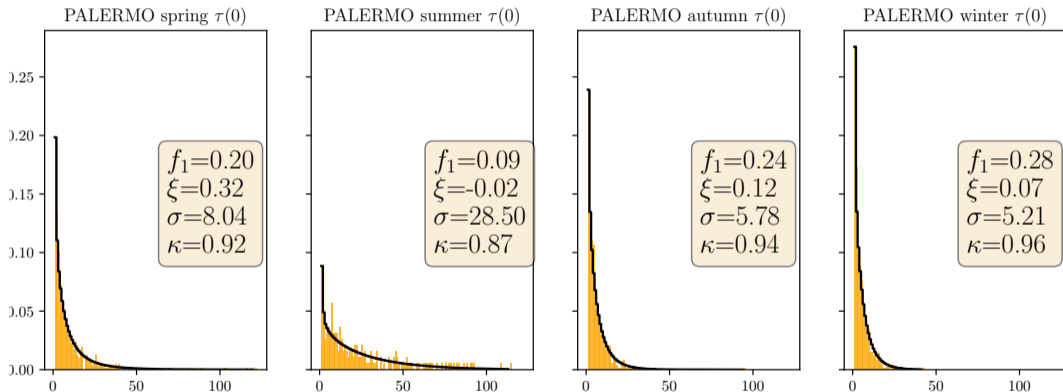 PALERMO spring τ(0)
f₁=0.20
ξ=0.32
σ=8.04
κ=0.92
0.25
0.20
0.15
0.10
0.05
0.00
0 50 100
PALERMO summer τ(0)
f₁=0.09
ξ=-0.02
σ=28.50
κ=0.87
0 50 100
PALERMO autumn τ(0)
f₁=0.24
ξ=0.12
σ=5.78
κ=0.94
0 50 100
PALERMO winter τ(0)
f₁=0.28
ξ=0.07
σ=5.21
κ=0.96
0 50 100